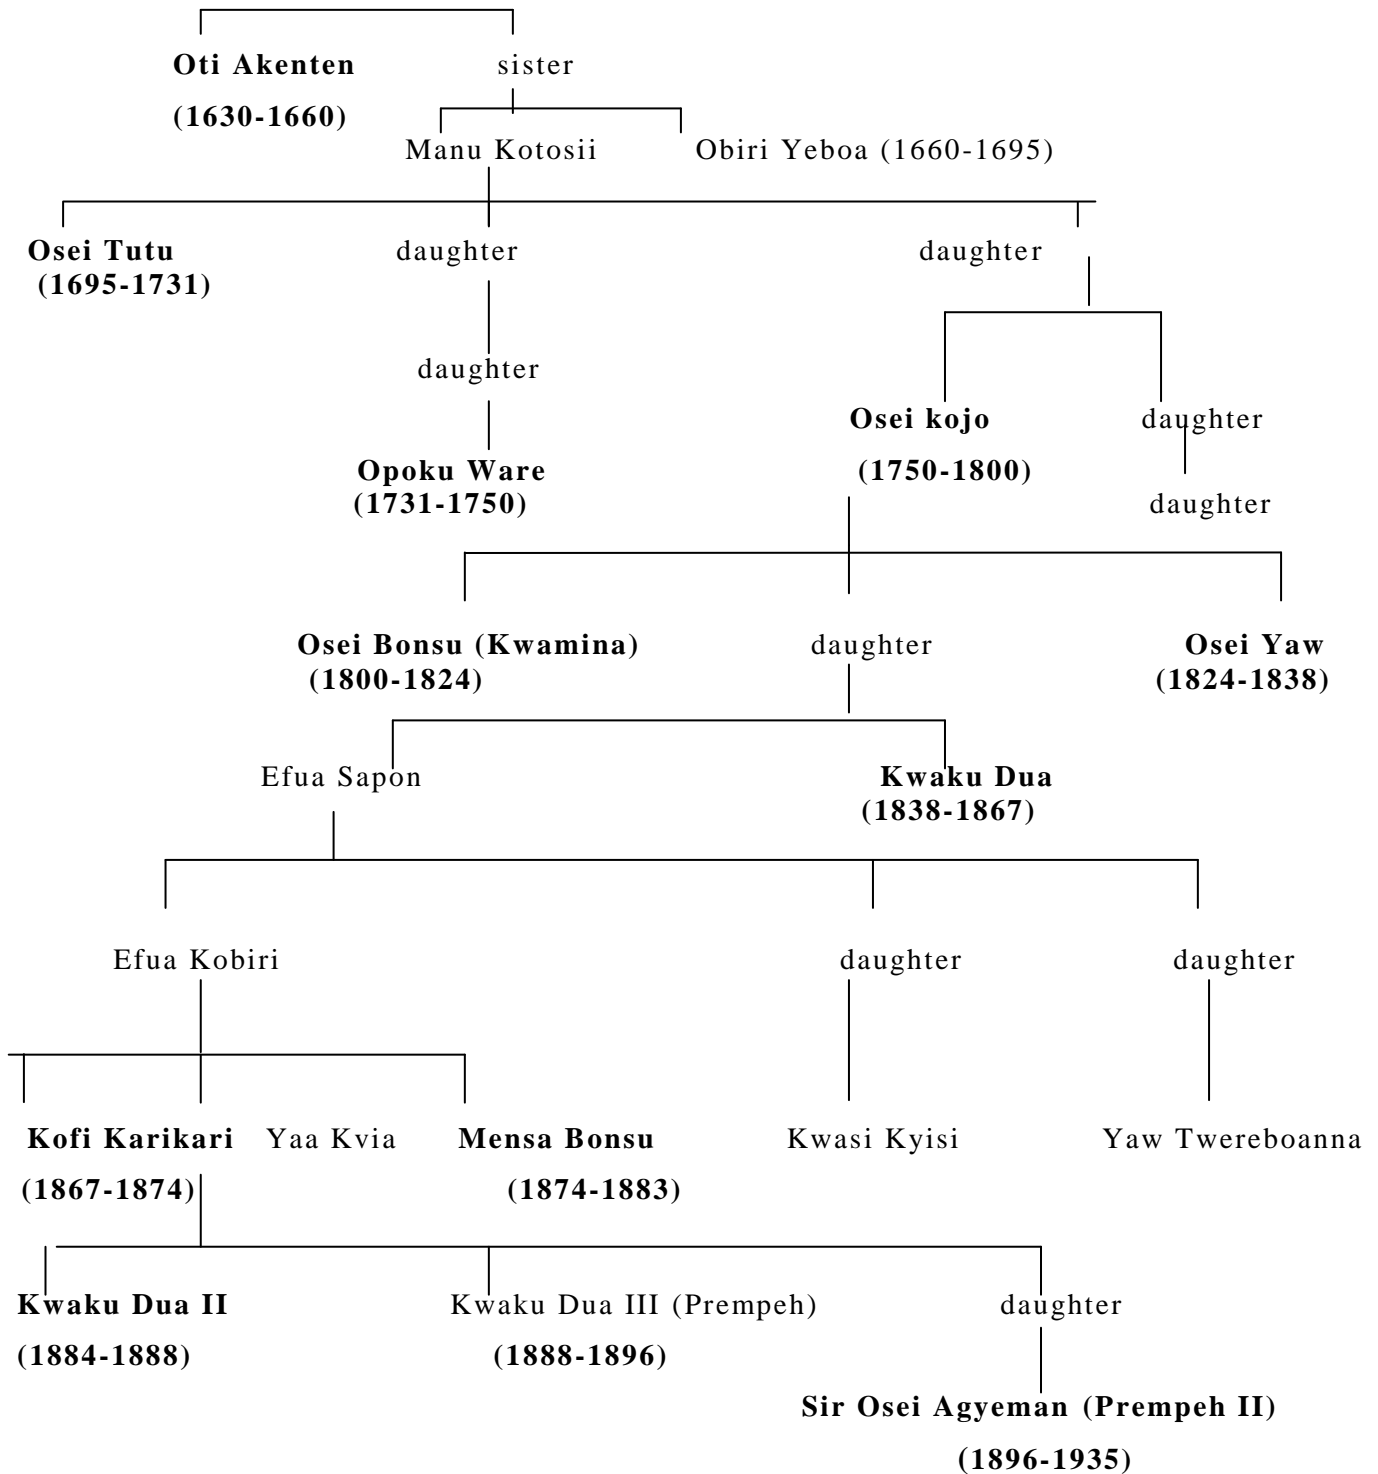 Oti Akenten sister
(1630-1660)
Manu Kotosii Obiri Yeboa (1660-1695)
Osei Tutu daughter daughter
(1695-1731)
daughter
Osei kojo daughter
Opoku Ware (1750-1800)
(1731-1750) daughter
Osei Bonsu (Kwamina) daughter Osei Yaw
(1800-1824) (1824-1838)
Efua Sapon Kwaku Dua
(1838-1867)
Efua Kobiri daughter daughter
Kofi Karikari Yaa Kvia Mensa Bonsu Kwasi Kyisi Yaw Twereboanna
(1867-1874) (1874-1883)
Kwaku Dua II Kwaku Dua III (Prempeh) daughter
(1884-1888) (1888-1896)
Sir Osei Agyeman (Prempeh II)
(1896-1935)